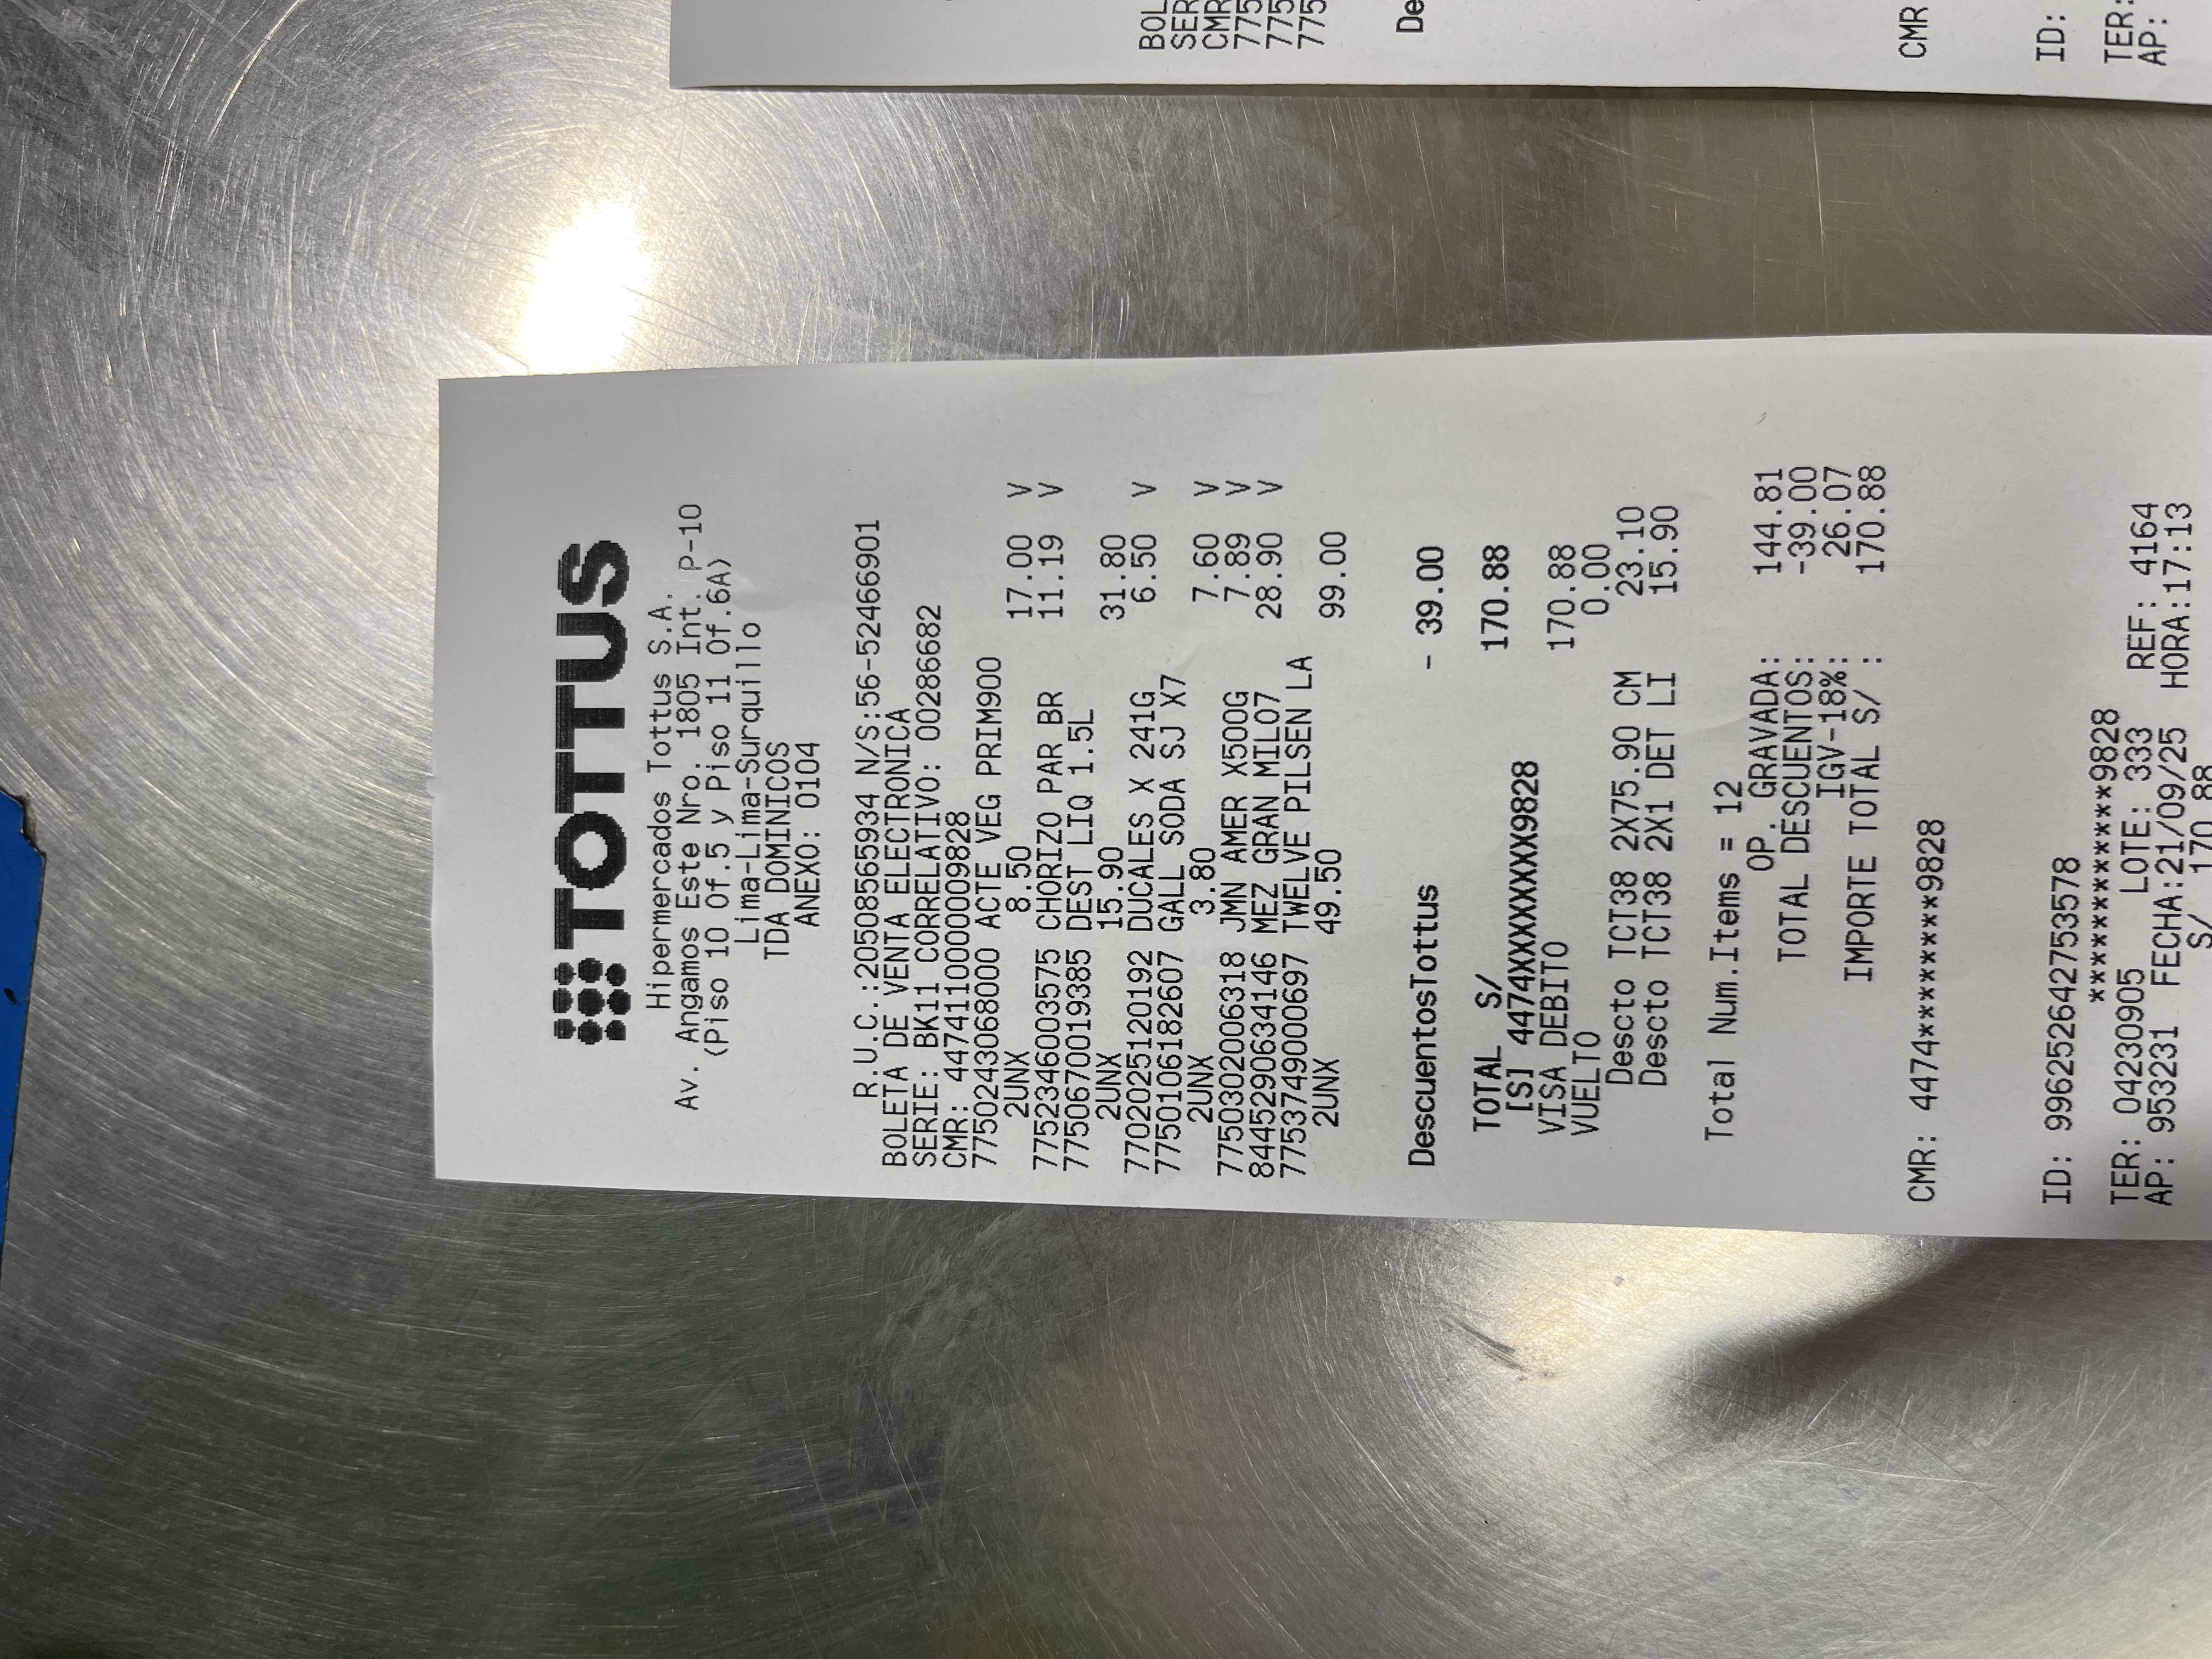 TOTTUS
Hipermercados Tottus S.A.
Av. Angamos Este Nro. 1805 Int. P-10
(Piso 10 Of.5 y Piso 11 Of.6A)
Lima-Lima-Surquillo
TDA DOMINICOS
ANEXO: 0104
R.U.C.:20508565934 N/S:56-52466901
BOLETA DE VENTA ELECTRONICA
SERIE: BK11 CORRELATIVO: 00286682
CMR: 4474110000009828
7750243068000 ACTE VEG PRIM900
2UNX 8.50 17.00 V
7752346003575 CHORIZO PAR BR 11.19 V
7750670019385 DEST LIQ 1.5L
2UNX 15.90 31.80
7702025120192 DUCALES X 241G 6.50 V
7750106182607 GALL SODA SJ X7
2UNX 3.80 7.60 V
7750302006318 JMN AMER X500G 7.89 V
8445290634146 MEZ GRAN MILO7 28.90 V
7753749000697 TWELVE PILSEN LA
2UNX 49.50 99.00
DescuentosTottus - 39.00
TOTAL S/ 170.88
[S] 4474XXXXXXXX9828
VISA DEBITO 170.88
VUELTO 0.00
Descto TCT38 2X75.90 CM 23.10
Descto TCT38 2X1 DET LI 15.90
Total Num.Items = 12
OP. GRAVADA: 144.81
TOTAL DESCUENTOS: -39.00
IGV-18%: 26.07
IMPORTE TOTAL S/ : 170.88
CMR: 4474********9828
ID: 996252642753578
************9828
TER: 04230905 LOTE: 333 REF: 4164
AP: 953231 FECHA:21/09/25 HORA:17:13
S/ 170.88
BOL
SER
CMR
775
775
775
De
CMR
ID:
TER:
AP: